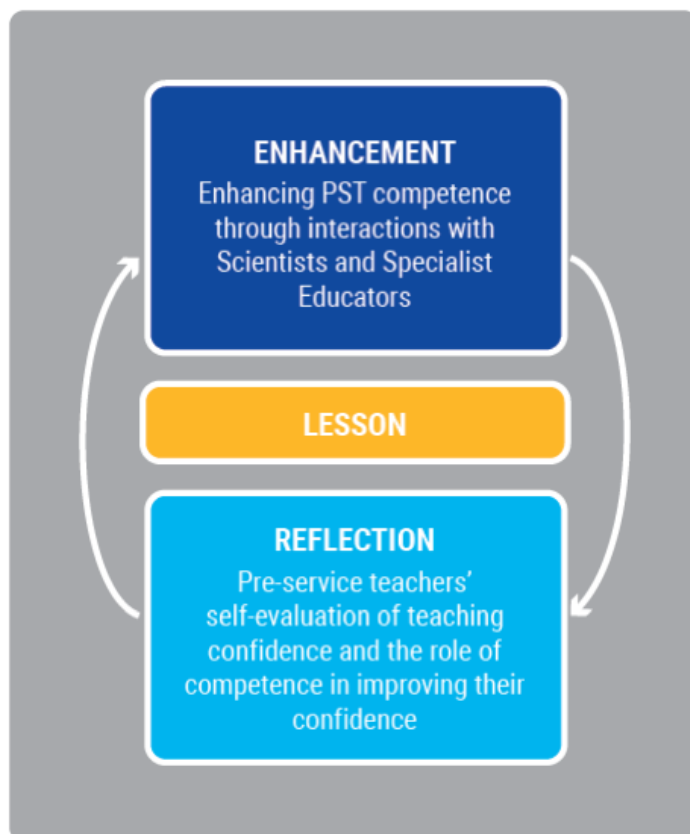 ENHANCEMENT
Enhancing PST competence
through interactions with
Scientists and Specialist
Educators
LESSON
REFLECTION
Pre-service teachers’
self-evaluation of teaching
confidence and the role of
competence in improving their
confidence